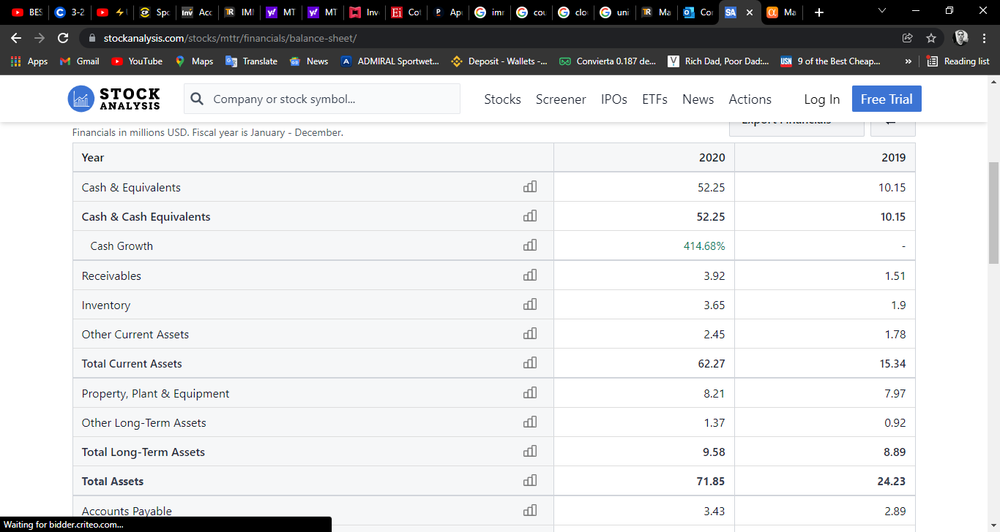 BES
3-2
Spc
Inv Acc
IR IMI
y! MT
y! MT
Inv
Ei Cot
P Ap
G imr
G cou
G clo
G uni
IR Ma
Cor
SA
Ma
stockanalysis.com/stocks/mttr/financials/balance-sheet/
Apps Gmail YouTube Maps Translate News ADMIRAL Sportwet... Deposit - Wallets -... Convierta 0.187 de... Rich Dad, Poor Dad:... USN 9 of the Best Cheap... » Reading list
STOCK ANALYSIS Company or stock symbol... Stocks Screener IPOs ETFs News Actions Log In Free Trial
Export Financials
Financials in millions USD. Fiscal year is January - December.
Year 2020 2019
Cash & Equivalents 52.25 10.15
Cash & Cash Equivalents 52.25 10.15
Cash Growth 414.68% -
Receivables 3.92 1.51
Inventory 3.65 1.9
Other Current Assets 2.45 1.78
Total Current Assets 62.27 15.34
Property, Plant & Equipment 8.21 7.97
Other Long-Term Assets 1.37 0.92
Total Long-Term Assets 9.58 8.89
Total Assets 71.85 24.23
Accounts Payable 3.43 2.89
Waiting for bidder.criteo.com...